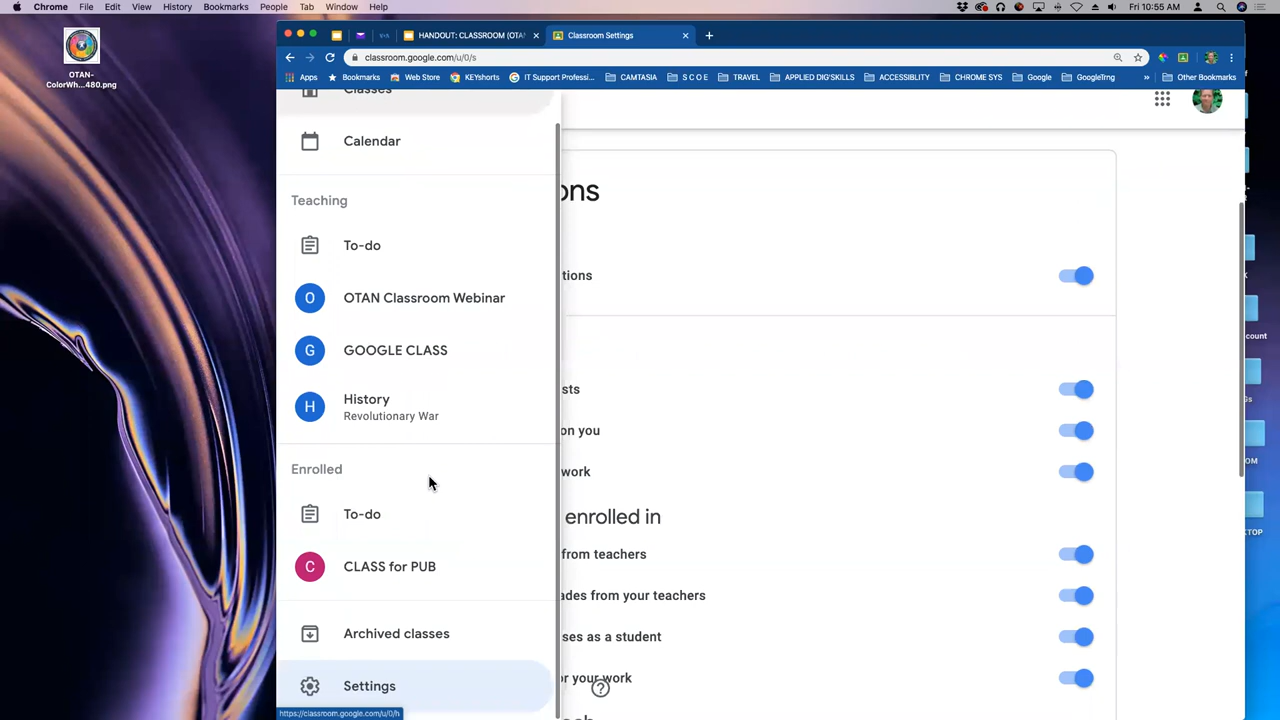 Chrome File Edit View History Bookmarks People Tab Window Help
Fri 10:55 AM
OTAN-
ColorWh...480.png
HANDOUT: CLASSROOM (OTAN
Classroom Settings
classroom.google.com/u/0/s
Apps Bookmarks Web Store KEYshorts IT Support Professi... CAMTASIA S C O E TRAVEL APPLIED DIG'SKILLS ACCESSIBLITY CHROME SYS Google GoogleTrng » Other Bookmarks
Classes
Calendar
ons
Teaching
To-do
tions
O OTAN Classroom Webinar
G GOOGLE CLASS
count
sts
H History
Revolutionary War
on you
Enrolled
work
To-do
enrolled in
from teachers
C CLASS for PUB
ades from your teachers
Archived classes
ses as a student
Settings
or your work
https://classroom.google.com/u/0/h